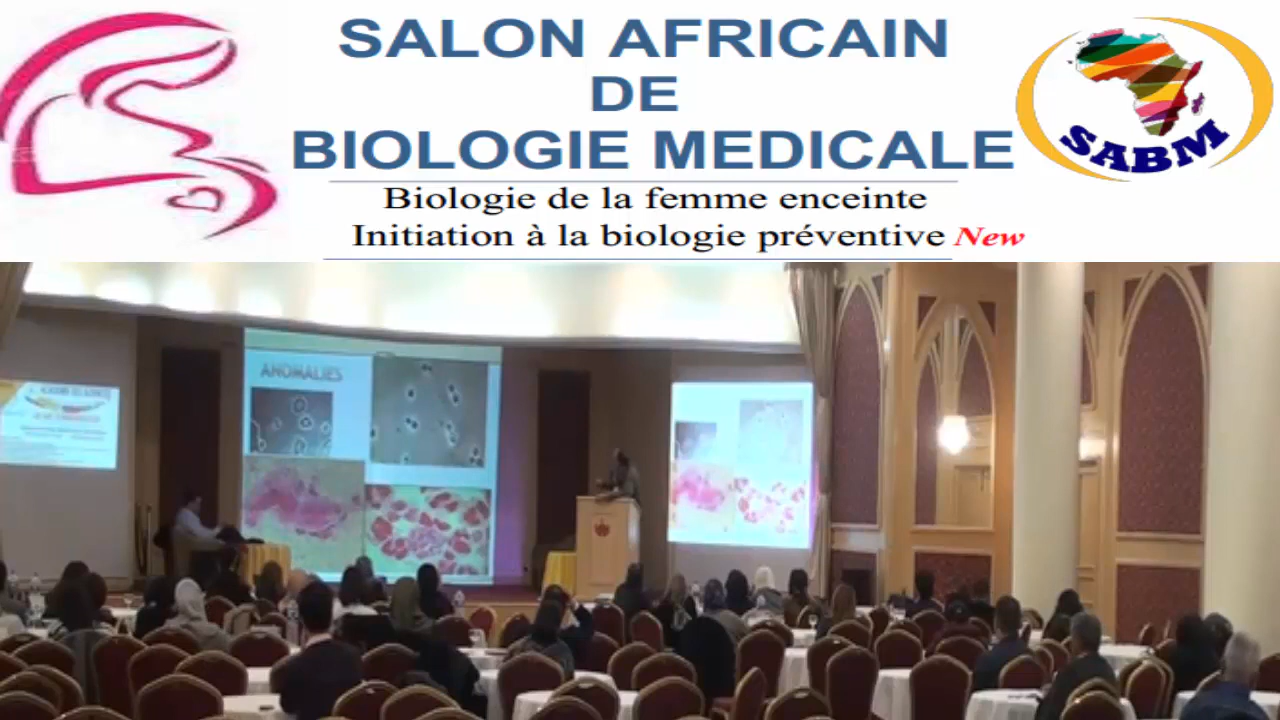 SALON AFRICAIN
DE
BIOLOGIE MEDICALE
SABM
Biologie de la femme enceinte
Initiation à la biologie préventive New
ANOMALIES